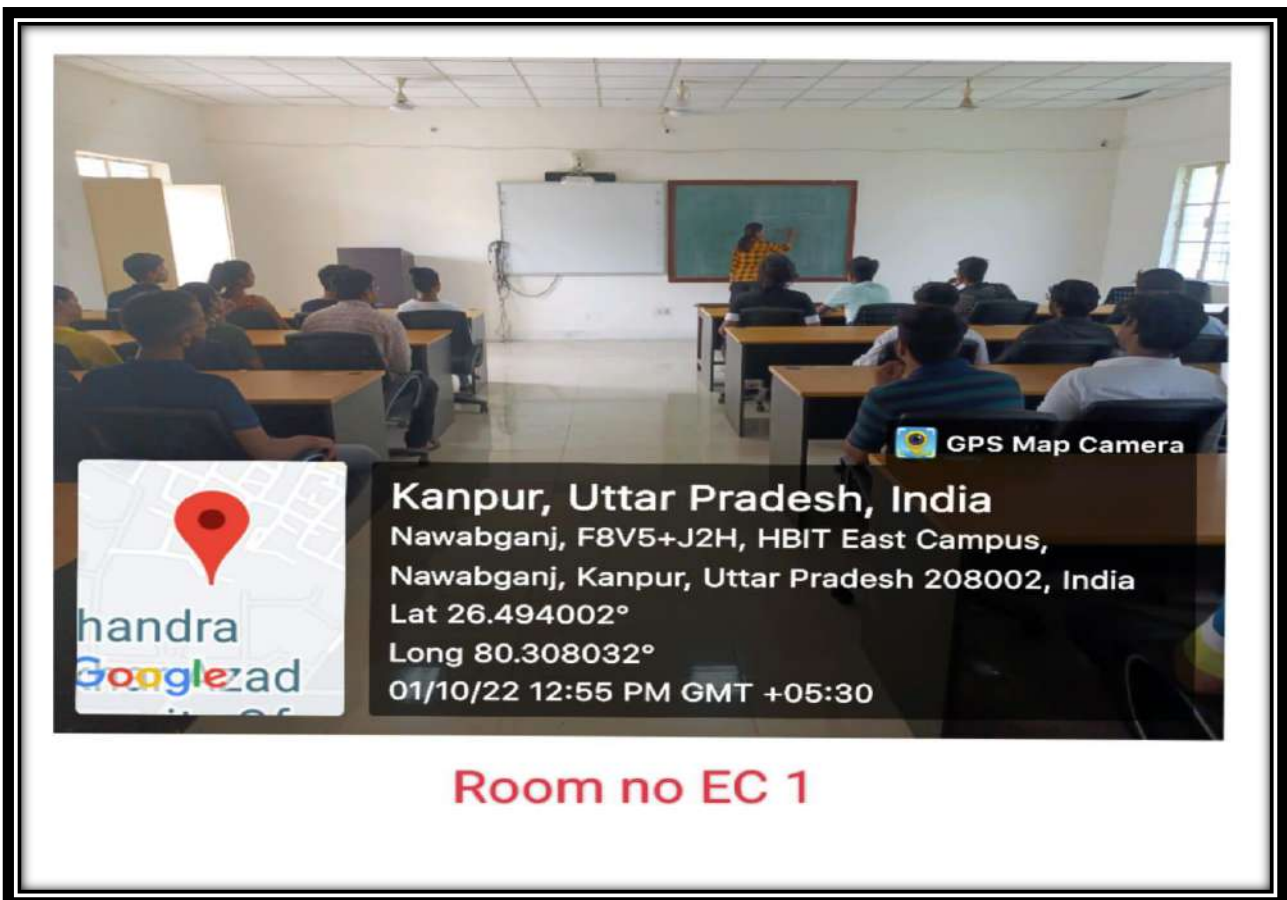 GPS Map Camera
Kanpur, Uttar Pradesh, India
Nawabganj, F8V5+J2H, HBIT East Campus,
Nawabganj, Kanpur, Uttar Pradesh 208002, India
Lat 26.494002°
Long 80.308032°
01/10/22 12:55 PM GMT +05:30
handra
Google zad
Room no EC 1